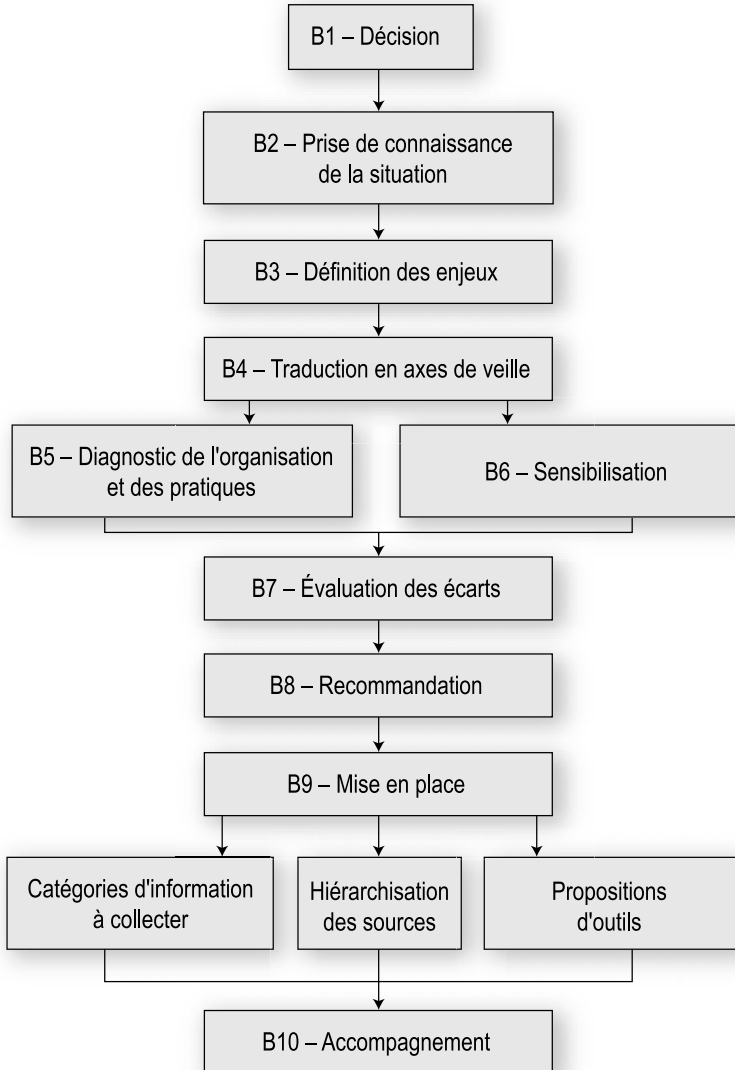 B1 – Décision
B2 – Prise de connaissance
de la situation
B3 – Définition des enjeux
B4 – Traduction en axes de veille
B5 – Diagnostic de l'organisation
et des pratiques
B6 – Sensibilisation
B7 – Évaluation des écarts
B8 – Recommandation
B9 – Mise en place
Catégories d'information
à collecter
Hiérarchisation
des sources
Propositions
d'outils
B10 – Accompagnement